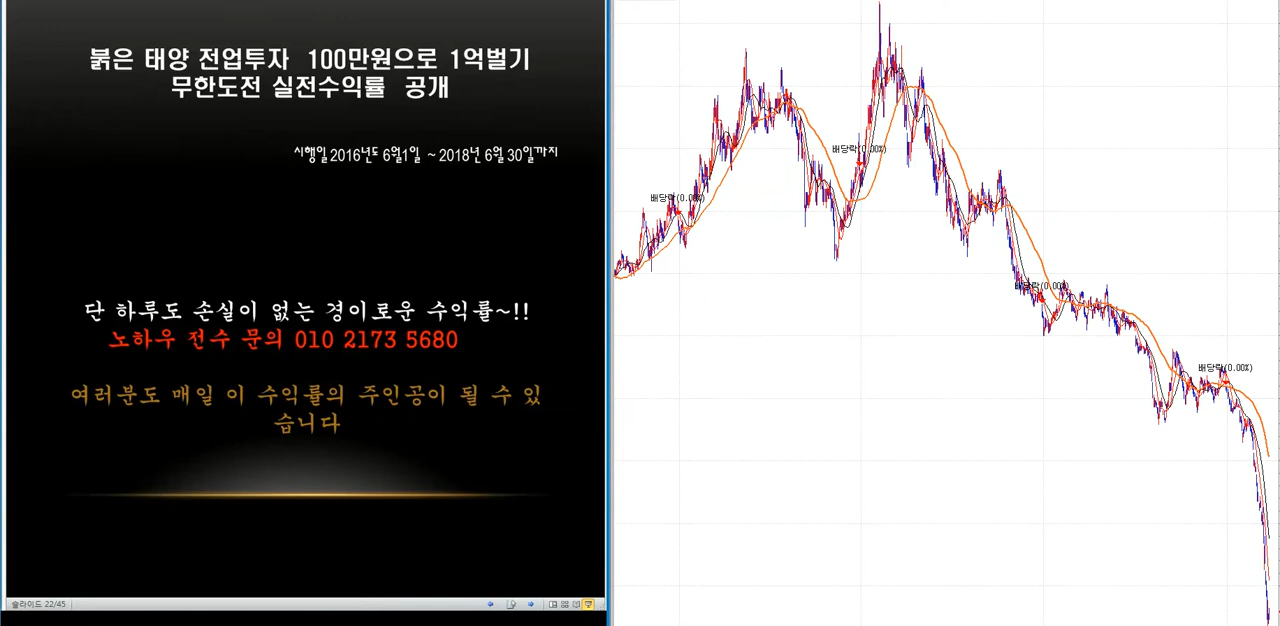 붉은 태양 전업투자 100만원으로 1억벌기
무한도전 실전수익률 공개
시행일 2016년도 6월1일 ~ 2018년 6월 30일까지
단 하루도 손실이 없는 경이로운 수익률~!!
노하우 전수 문의 010 2173 5680
여러분도 매일 이 수익률의 주인공이 될 수 있
습니다
슬라이드 22/45
배당락(0.00%)
배당락(0.00%)
배당락(0.00%)
배당락(0.00%)